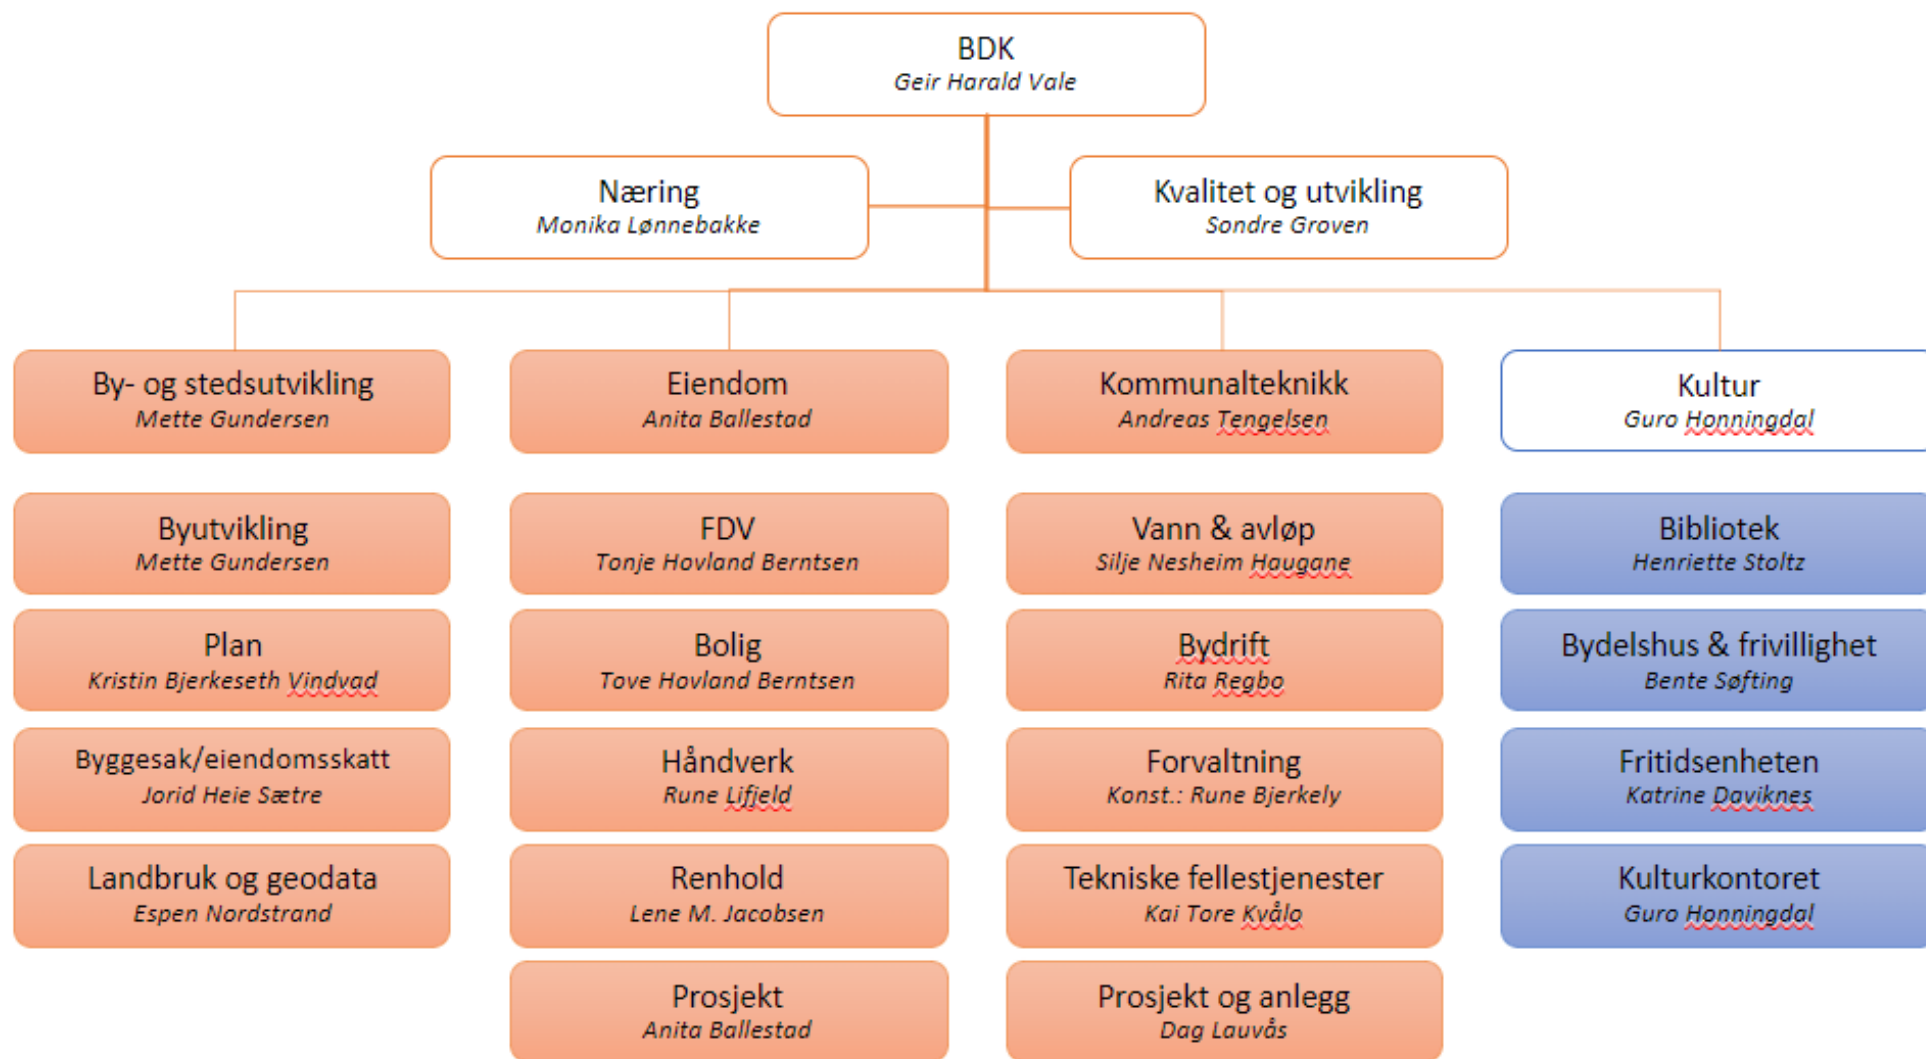 BDK
Geir Harald Vale
Næring
Monika Lønnebakke
Kvalitet og utvikling
Sondre Groven
By- og stedsutvikling
Mette Gundersen
Byutvikling
Mette Gundersen
Plan
Kristin Bjerkeseth Vindvad
Byggesak/eiendomsskatt
Jorid Heie Sætre
Landbruk og geodata
Espen Nordstrand
Eiendom
Anita Ballestad
FDV
Tonje Hovland Berntsen
Bolig
Tove Hovland Berntsen
Håndverk
Rune Lifjeld
Renhold
Lene M. Jacobsen
Prosjekt
Anita Ballestad
Kommunalteknikk
Andreas Tengelsen
Vann & avløp
Silje Nesheim Haugane
Bydrift
Rita Regbo
Forvaltning
Konst.: Rune Bjerkely
Tekniske fellestjenester
Kai Tore Kvålo
Prosjekt og anlegg
Dag Lauvås
Kultur
Guro Honningdal
Bibliotek
Henriette Stoltz
Bydelshus & frivillighet
Bente Søfting
Fritidsenheten
Katrine Daviknes
Kulturkontoret
Guro Honningdal